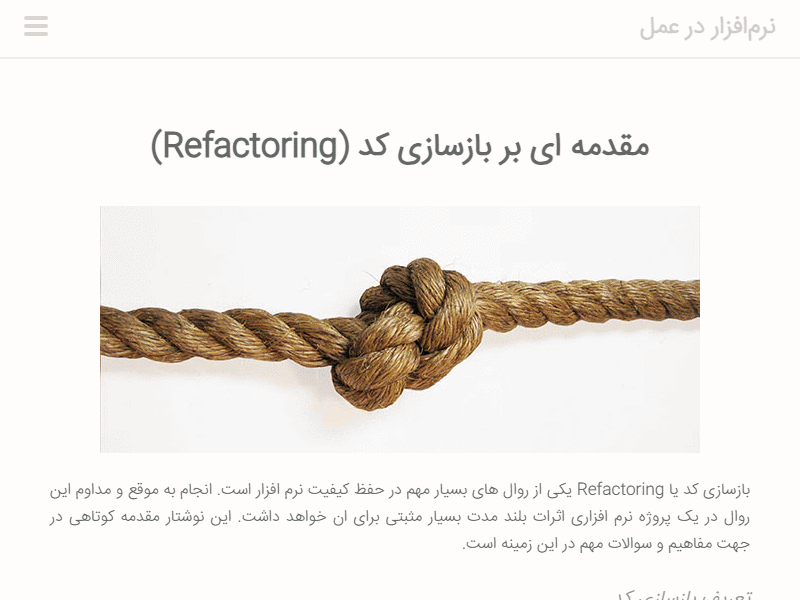 نرم‌افزار در عمل
مقدمه ای بر بازسازی کد (Refactoring)
بازسازی کد یا Refactoring یکی از روال های بسیار مهم در حفظ کیفیت نرم افزار است. انجام به موقع و مداوم این
روال در یک پروژه نرم افزاری اثرات بلند مدت بسیار مثبتی برای ان خواهد داشت. این نوشتار مقدمه کوتاهی در
جهت مفاهیم و سوالات مهم در این زمینه است.
تعریف بازسازی کد